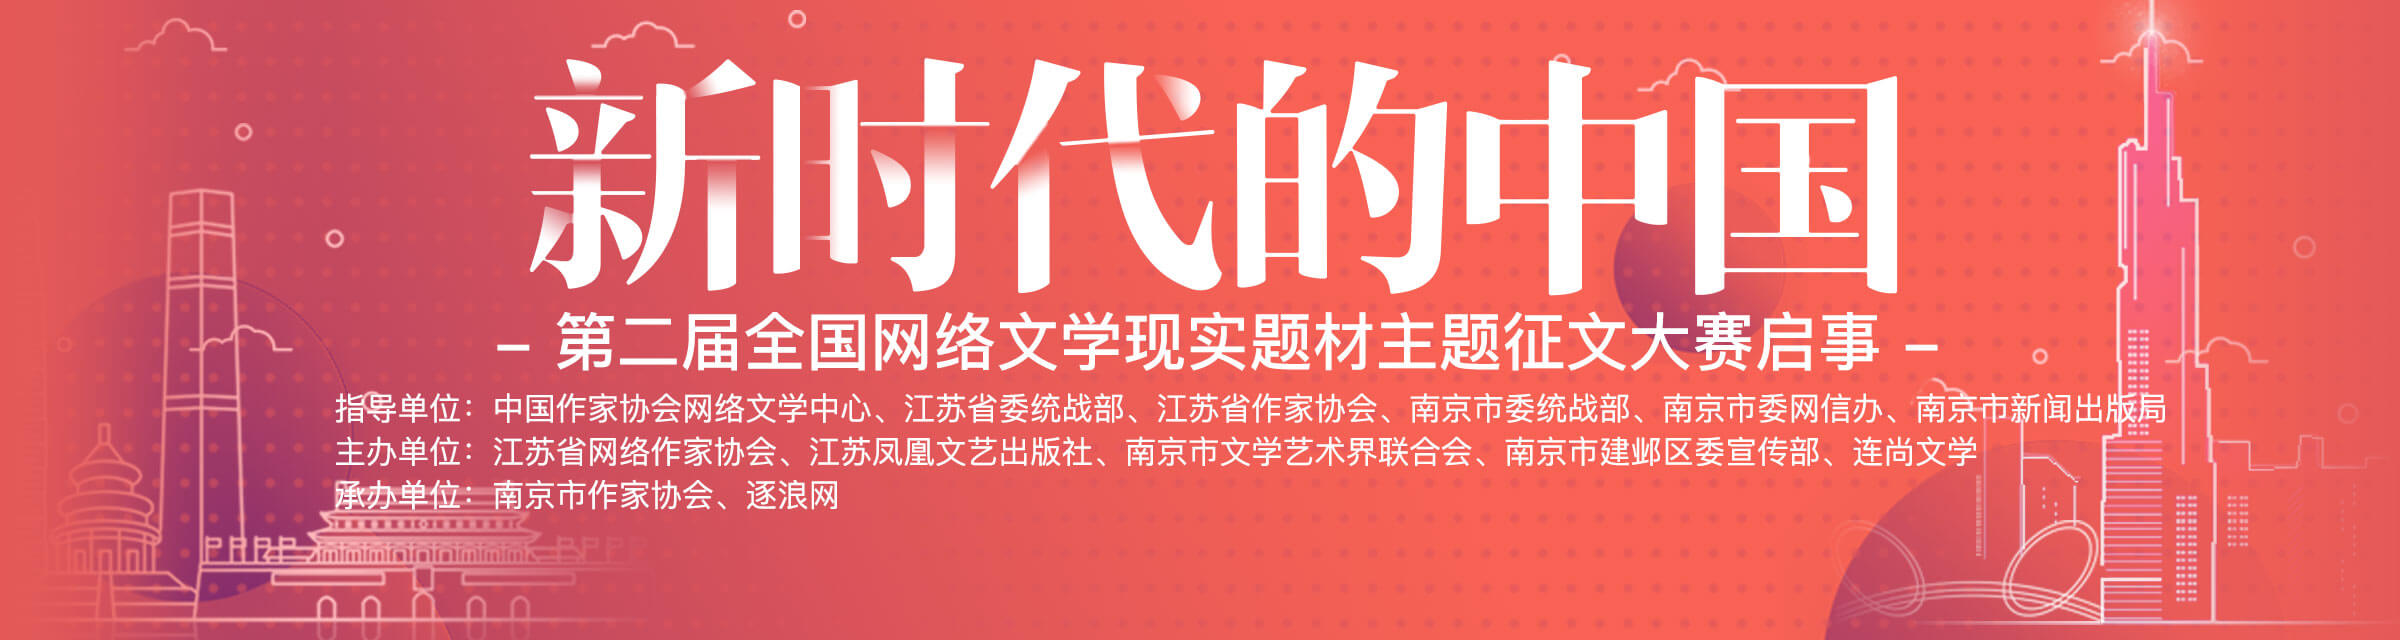 新时代的中国
- 第二届全国网络文学现实题材主题征文大赛启事 -
指导单位：中国作家协会网络文学中心、江苏省委统战部、江苏省作家协会、南京市委统战部、南京市委网信办、南京市新闻出版局
主办单位：江苏省网络作家协会、江苏凤凰文艺出版社、南京市文学艺术界联合会、南京市建邺区委宣传部、连尚文学
承办单位：南京市作家协会、逐浪网